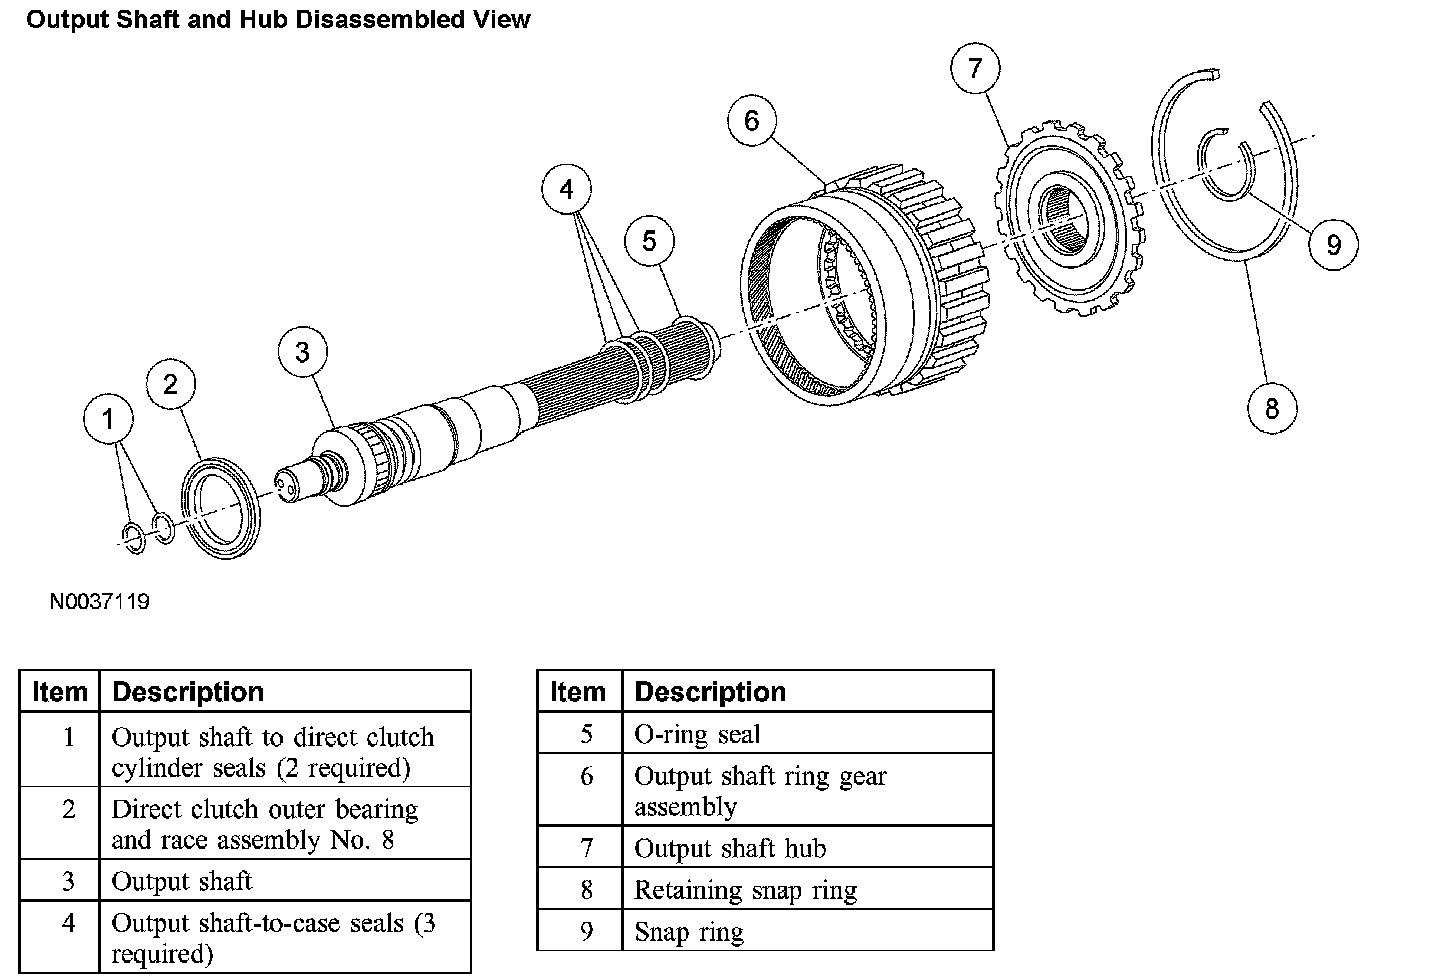 Output Shaft and Hub Disassembled View
7
6
4
5
9
3
2
8
1
N0037119
Item Description
1 Output shaft to direct clutch
cylinder seals (2 required)
2 Direct clutch outer bearing
and race assembly No. 8
3 Output shaft
4 Output shaft-to-case seals (3
required)
Item Description
5 O-ring seal
6 Output shaft ring gear
assembly
7 Output shaft hub
8 Retaining snap ring
9 Snap ring